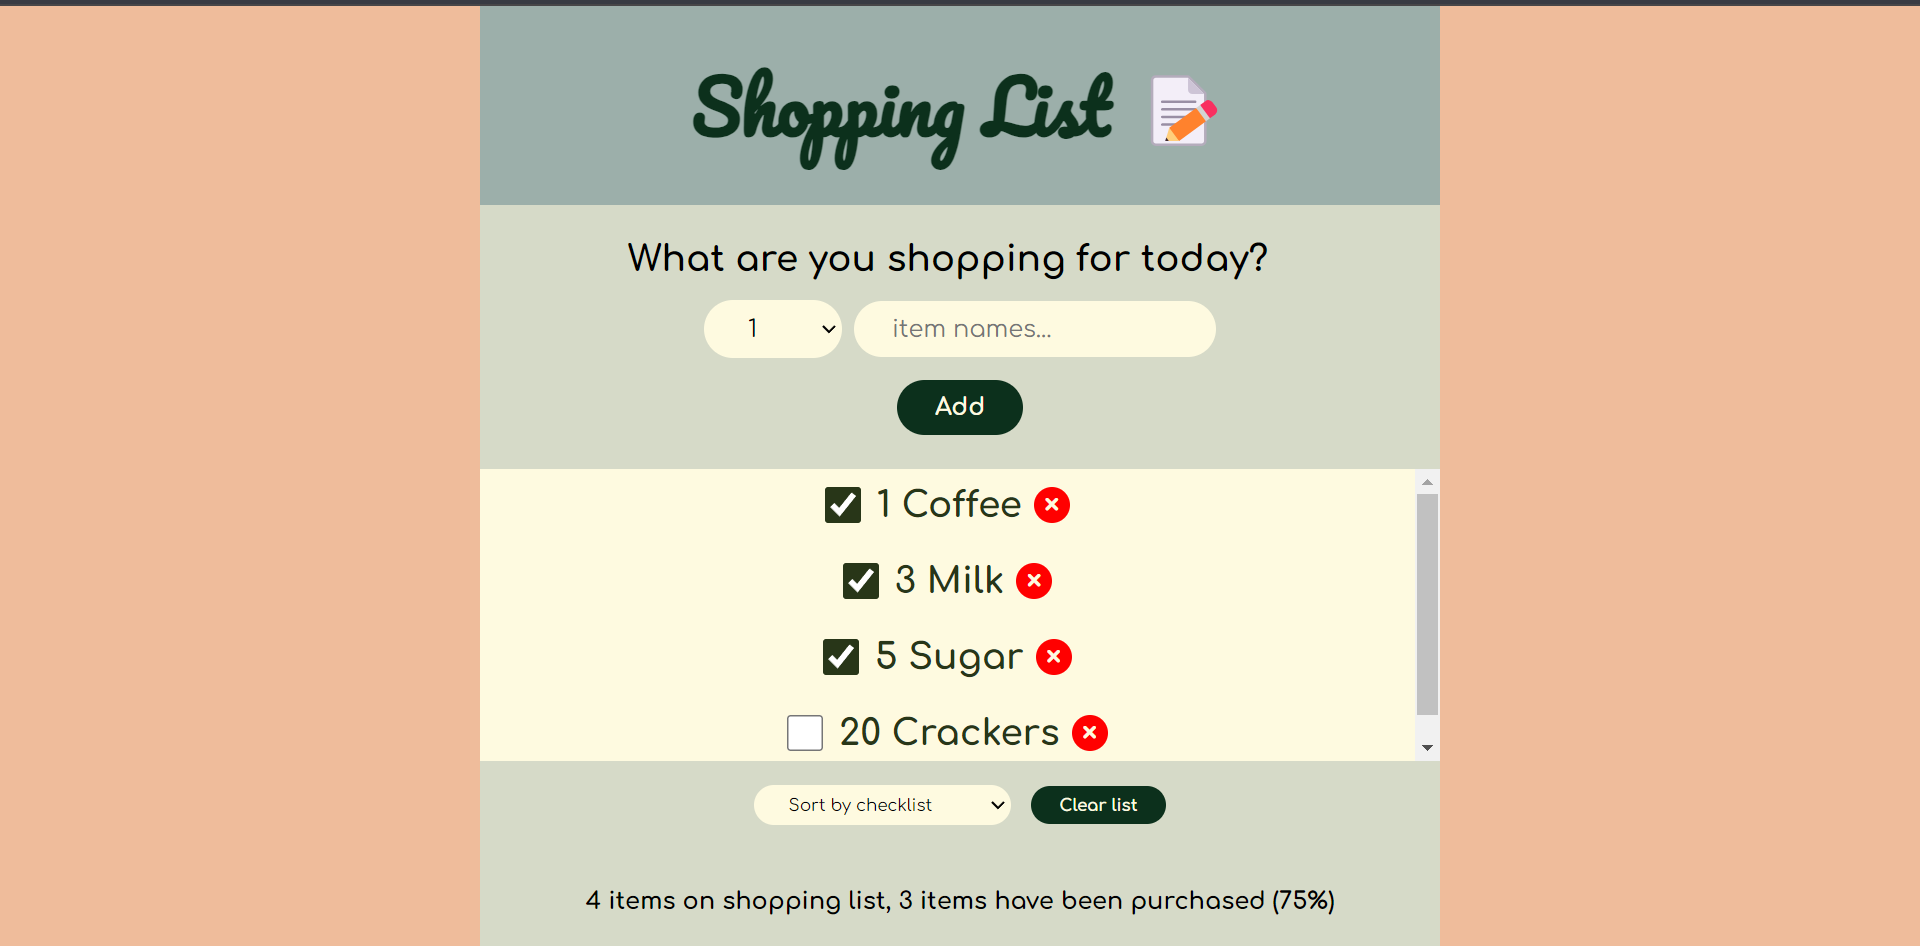 Shopping List
What are you shopping for today?
1 item names...
Add
1 Coffee
3 Milk
5 Sugar
20 Crackers
Sort by checklist Clear list
4 items on shopping list, 3 items have been purchased (75%)